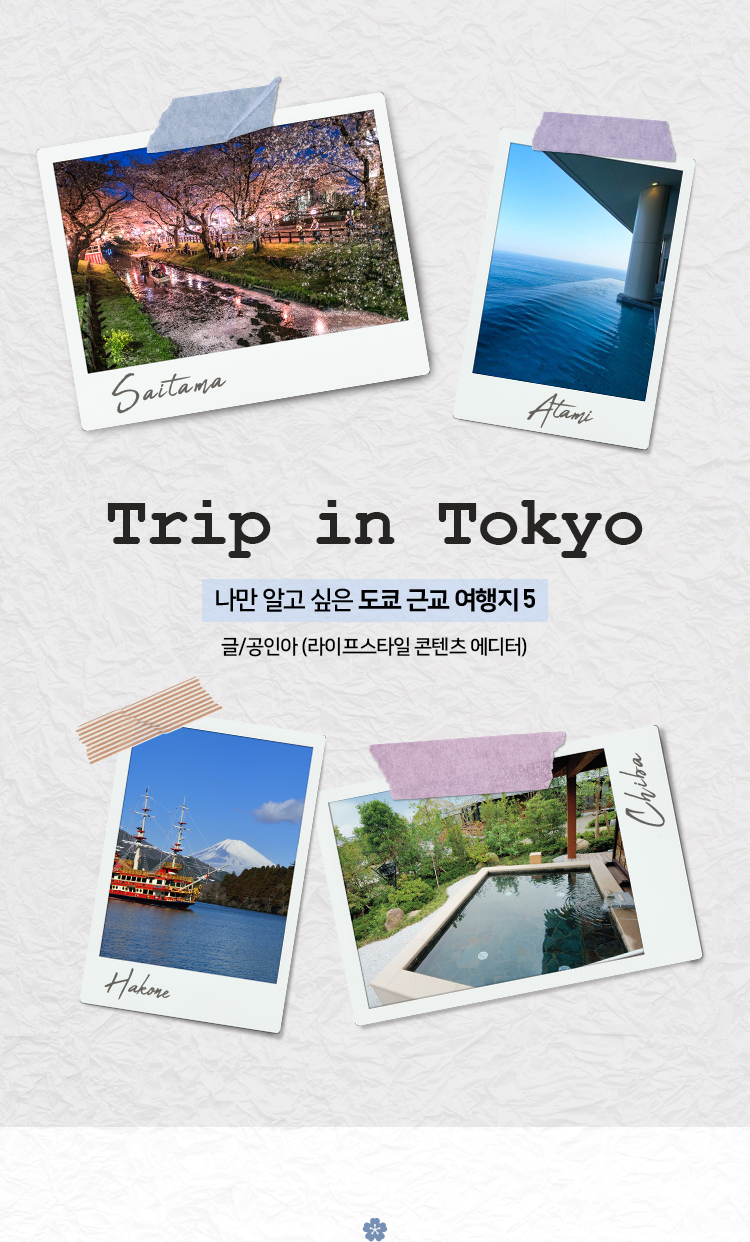 Saitama
Atami
Trip in Tokyo
나만 알고 싶은 도쿄 근교 여행지 5
글/공인아 (라이프스타일 콘텐츠 에디터)
Hakone
Chiba